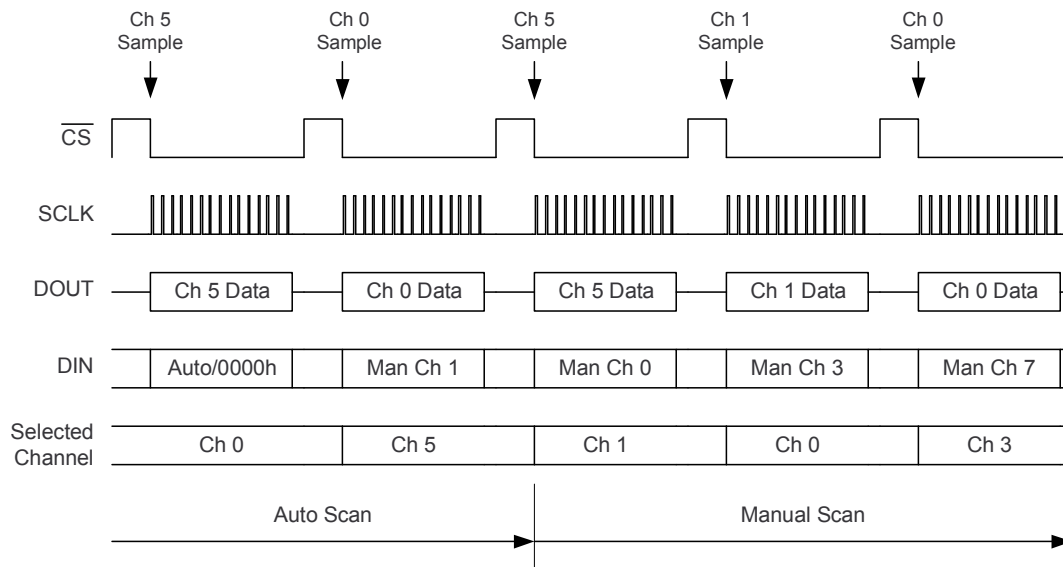 Ch 5 Sample
Ch 0 Sample
Ch 5 Sample
Ch 1 Sample
Ch 0 Sample
CS
SCLK
DOUT
Ch 5 Data
Ch 0 Data
Ch 5 Data
Ch 1 Data
Ch 0 Data
DIN
Auto/0000h
Man Ch 1
Man Ch 0
Man Ch 3
Man Ch 7
Selected
Channel
Ch 0
Ch 5
Ch 1
Ch 0
Ch 3
Auto Scan
Manual Scan